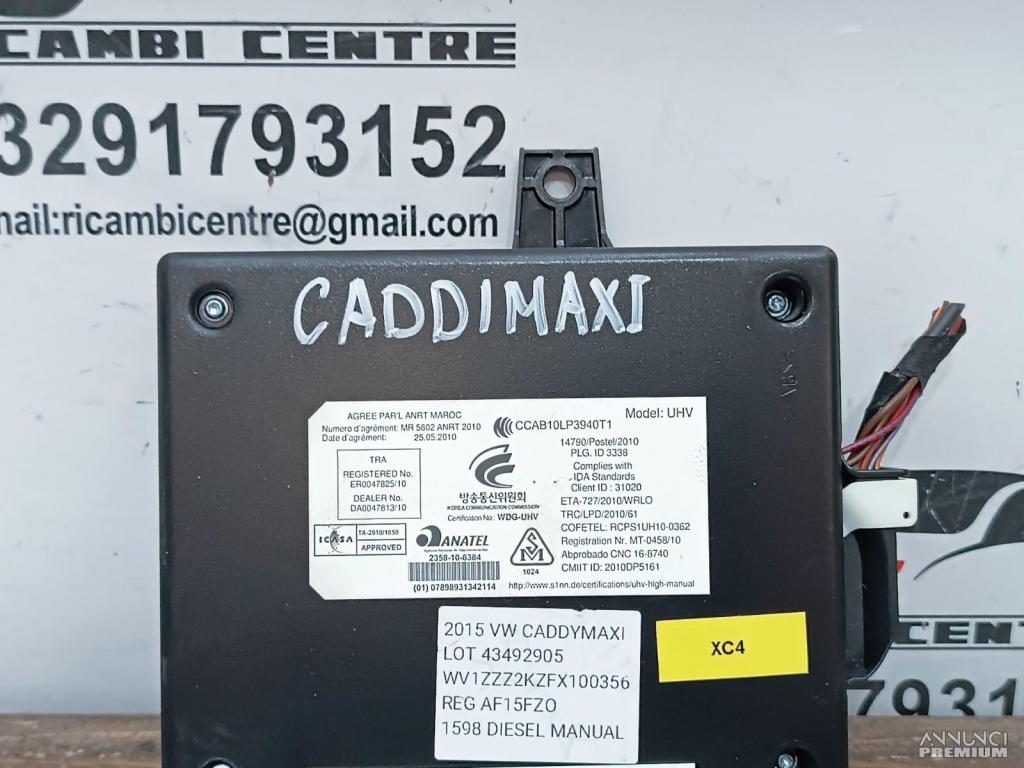 CAMBI CENTRE
3291793152
mail:ricambicentre@gmail.com
CADDIMAXI
AGREE PAR'L ANRT MAROC
Numero d'agrément: MR 5602 ANRT 2010
Date d'agrément: 25.05.2010
CCAB10LP3940T1
Model: UHV
TRA
REGISTERED No.
ER0047825/10
DEALER No.
DA0047813/10
방송통신위원회
KOREA COMMUNICATIONS COMMISSION
Certification No.: WDG-UHV
14790/Postel/2010
PLG. ID 3338
Complies with
IDA Standards
Client ID : 31020
ETA-727/2010/WRLO
TRC/LPD/2010/61
COFETEL: RCPS1UH10-0362
Registration Nr. MT-0458/10
Aprobado CNC 16-8740
CMIIT ID: 2010DP5161
ICASA
TA-2010/1650
APPROVED
ANATEL
2358-10-6384
(01) 07898931342114
1024
http://www.s1nn.de/certifications/uhv-high-manual
2015 VW CADDYMAXI
LOT 43492905
WV1ZZZ2KZFX100356
REG AF15FZO
1598 DIESEL MANUAL
XC4
CENTRE
29179315
ANNUNCI
PREMIUM